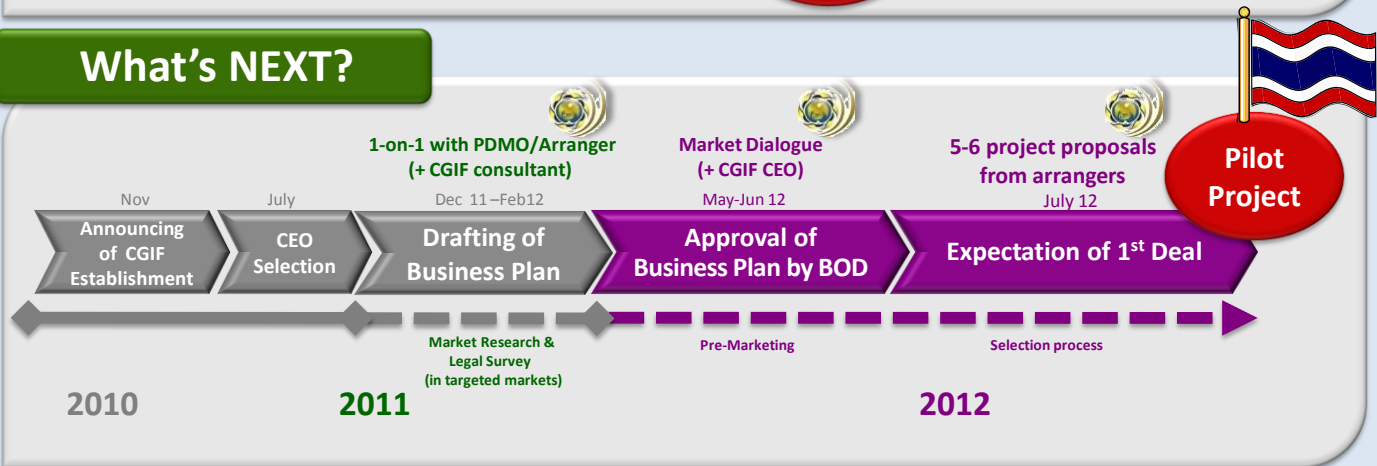 What's NEXT?
1-on-1 with PDMO/Arranger
(+ CGIF consultant)
Market Dialogue
(+ CGIF CEO)
5-6 project proposals
from arrangers
Pilot
Project
Nov
July
Dec 11 –Feb12
May-Jun 12
July 12
Announcing
of CGIF
Establishment
CEO
Selection
Drafting of
Business Plan
Approval of
Business Plan by BOD
Expectation of 1st Deal
Market Research &
Legal Survey
(in targeted markets)
Pre-Marketing
Selection process
2010
2011
2012